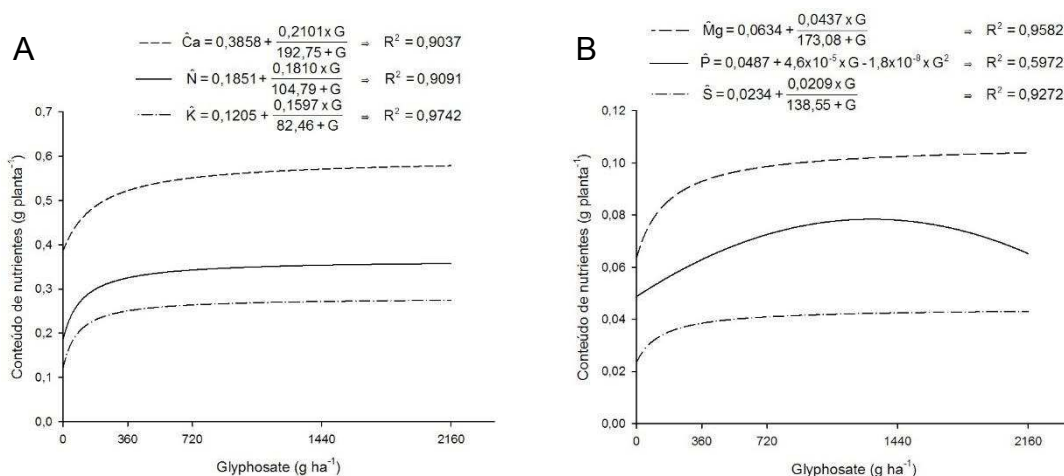 A
Ĉa = 0,3858 + 0,2101 x G / 192,75 + G ⇒ R² = 0,9037
N̂ = 0,1851 + 0,1810 x G / 104,79 + G ⇒ R² = 0,9091
K̂ = 0,1205 + 0,1597 x G / 82,46 + G ⇒ R² = 0,9742
Conteúdo de nutrientes (g planta⁻¹)
0,7
0,6
0,5
0,4
0,3
0,2
0,1
0,0
0 360 720 1440 2160
Glyphosate (g ha⁻¹)
B
M̂g = 0,0634 + 0,0437 x G / 173,08 + G ⇒ R² = 0,9582
P̂ = 0,0487 + 4,6x10⁻⁵ x G - 1,8x10⁻⁸ x G² ⇒ R² = 0,5972
Ŝ = 0,0234 + 0,0209 x G / 138,55 + G ⇒ R² = 0,9272
Conteúdo de nutrientes (g planta⁻¹)
0,12
0,10
0,08
0,06
0,04
0,02
0,00
0 360 720 1440 2160
Glyphosate (g ha⁻¹)